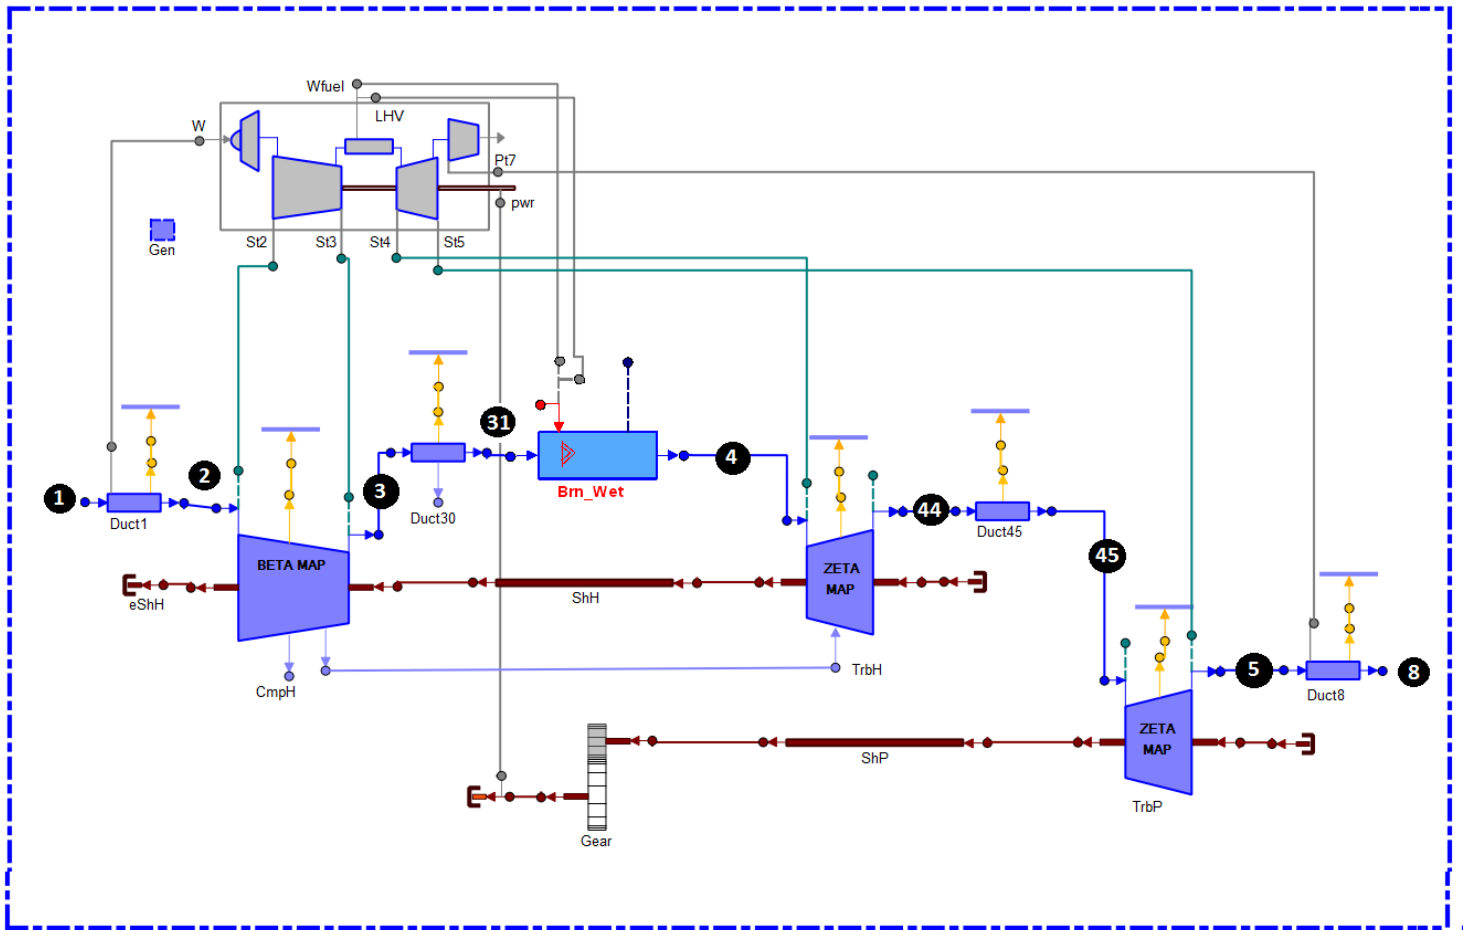 Wfuel
LHV
W
Pt7
pwr
Gen
St2
St3
St4
St5
1
2
3
31
4
44
45
5
8
Duct1
Duct30
Brn_Wet
Duct45
BETA MAP
ZETA
MAP
eShH
ShH
CmpH
TrbH
ZETA
MAP
Duct8
ShP
TrbP
Gear